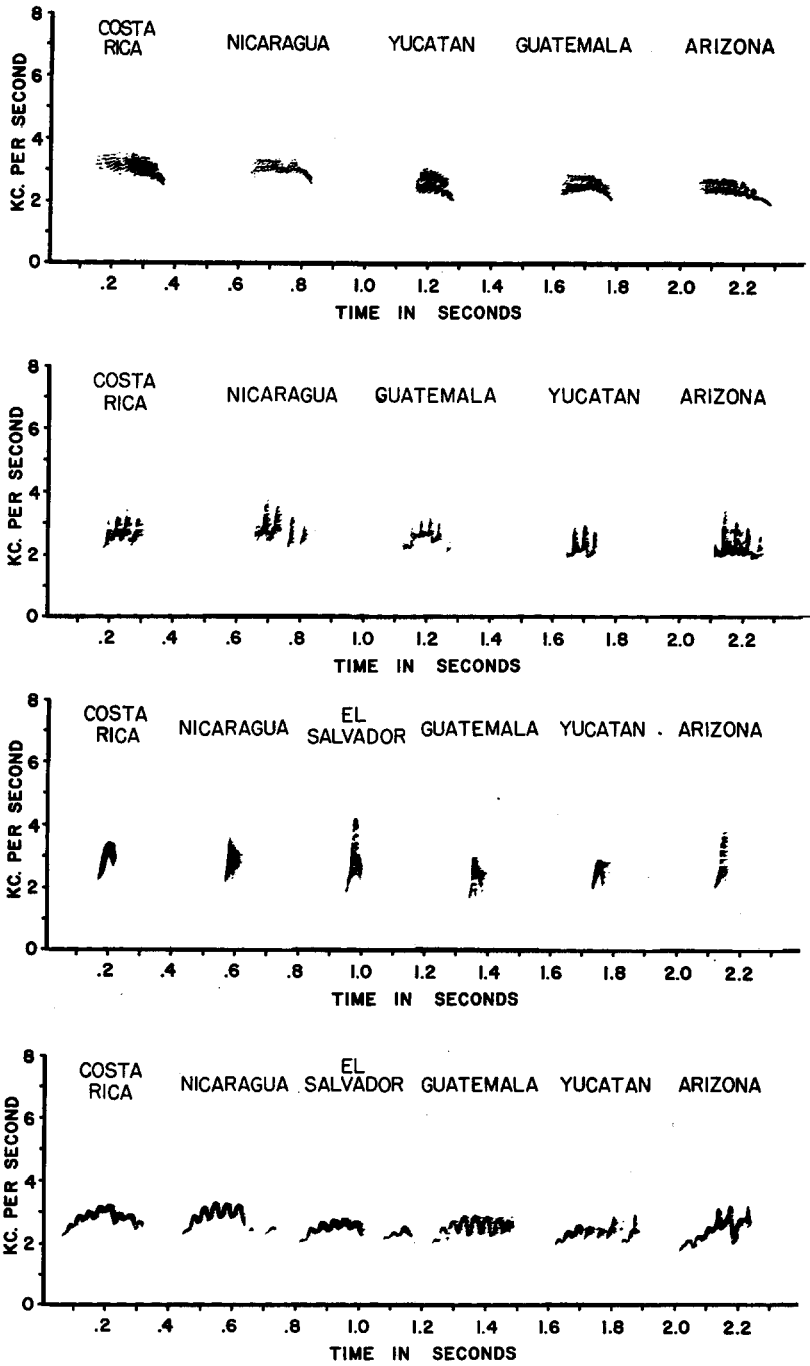 8
6
4
2
0
KC. PER SECOND
COSTA
RICA
NICARAGUA
YUCATAN
GUATEMALA
ARIZONA
.2 .4 .6 .8 1.0 1.2 1.4 1.6 1.8 2.0 2.2
TIME IN SECONDS
8
6
4
2
0
KC. PER SECOND
COSTA
RICA
NICARAGUA
GUATEMALA
YUCATAN
ARIZONA
.2 .4 .6 .8 1.0 1.2 1.4 1.6 1.8 2.0 2.2
TIME IN SECONDS
8
6
4
2
0
KC. PER SECOND
COSTA
RICA
NICARAGUA
EL
SALVADOR
GUATEMALA
YUCATAN
ARIZONA
.2 .4 .6 .8 1.0 1.2 1.4 1.6 1.8 2.0 2.2
TIME IN SECONDS
8
6
4
2
0
KC. PER SECOND
COSTA
RICA
NICARAGUA
EL
SALVADOR
GUATEMALA
YUCATAN
ARIZONA
.2 .4 .6 .8 1.0 1.2 1.4 1.6 1.8 2.0 2.2
TIME IN SECONDS